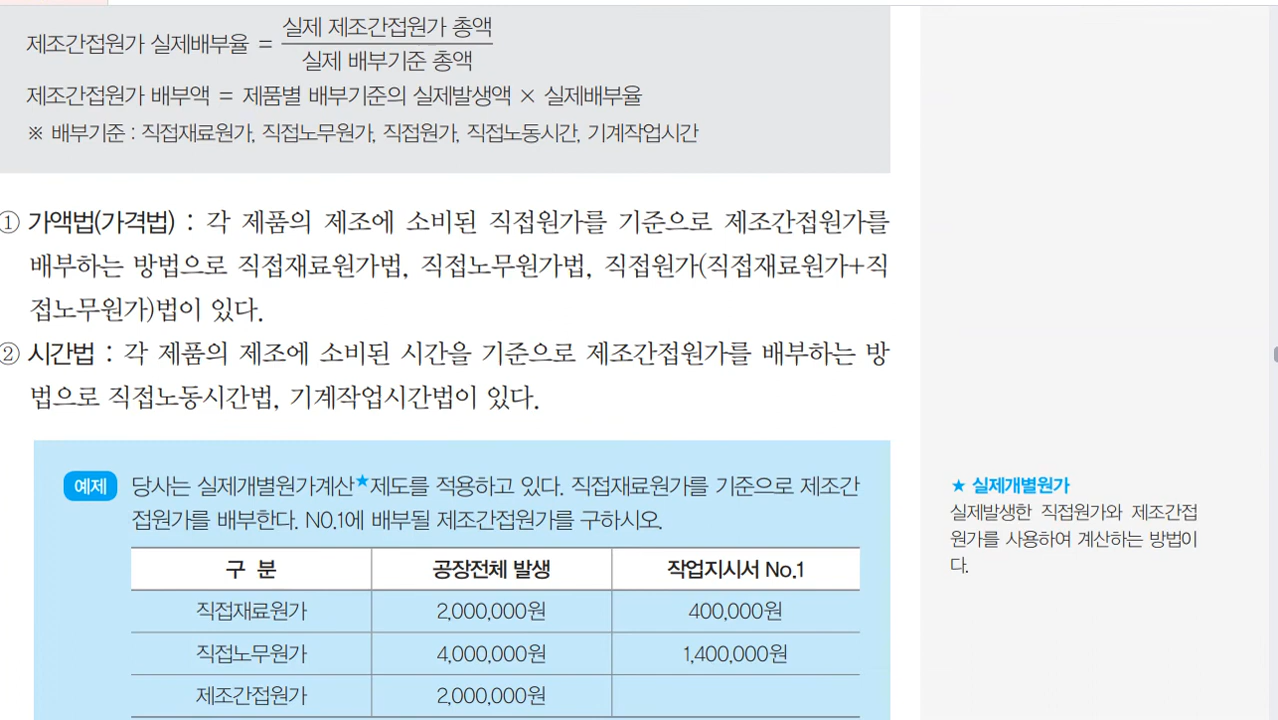 제조간접원가 실제배부율 = 실제 제조간접원가 총액 / 실제 배부기준 총액
제조간접원가 배부액 = 제품별 배부기준의 실제발생액 × 실제배부율
※ 배부기준 : 직접재료원가, 직접노무원가, 직접원가, 직접노동시간, 기계작업시간
① 가액법(가격법) : 각 제품의 제조에 소비된 직접원가를 기준으로 제조간접원가를
배부하는 방법으로 직접재료원가법, 직접노무원가법, 직접원가(직접재료원가+직
접노무원가)법이 있다.
② 시간법 : 각 제품의 제조에 소비된 시간을 기준으로 제조간접원가를 배부하는 방
법으로 직접노동시간법, 기계작업시간법이 있다.
예제 당사는 실제개별원가계산★제도를 적용하고 있다. 직접재료원가를 기준으로 제조간
접원가를 배부한다. NO.1에 배부될 제조간접원가를 구하시오.
구 분 공장전체 발생 작업지시서 No.1
직접재료원가 2,000,000원 400,000원
직접노무원가 4,000,000원 1,400,000원
제조간접원가 2,000,000원
★ 실제개별원가
실제발생한 직접원가와 제조간접
원가를 사용하여 계산하는 방법이
다.